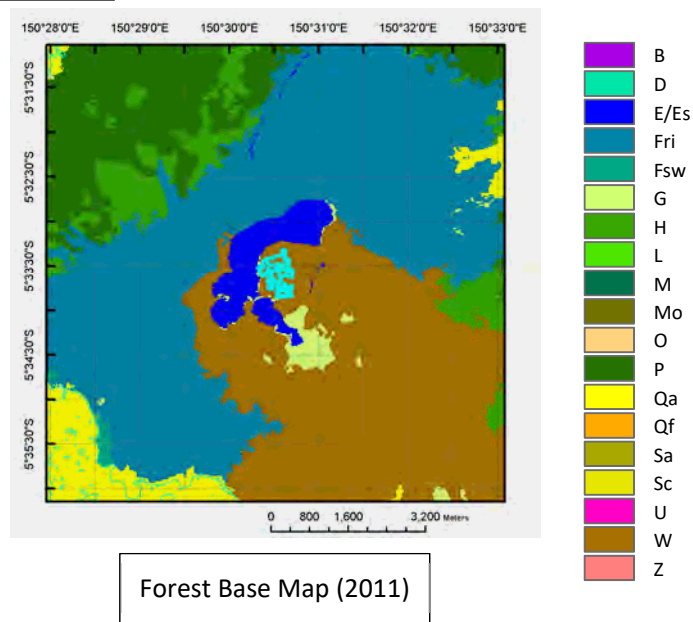 150°28'0"E 150°29'0"E 150°30'0"E 150°31'0"E 150°32'0"E 150°33'0"E
5°31'30"S
5°32'30"S
5°33'30"S
5°34'30"S
5°35'30"S
0 800 1,600 3,200 Meters
Forest Base Map (2011)
B
D
E/Es
Fri
Fsw
G
H
L
M
Mo
O
P
Qa
Qf
Sa
Sc
U
W
Z